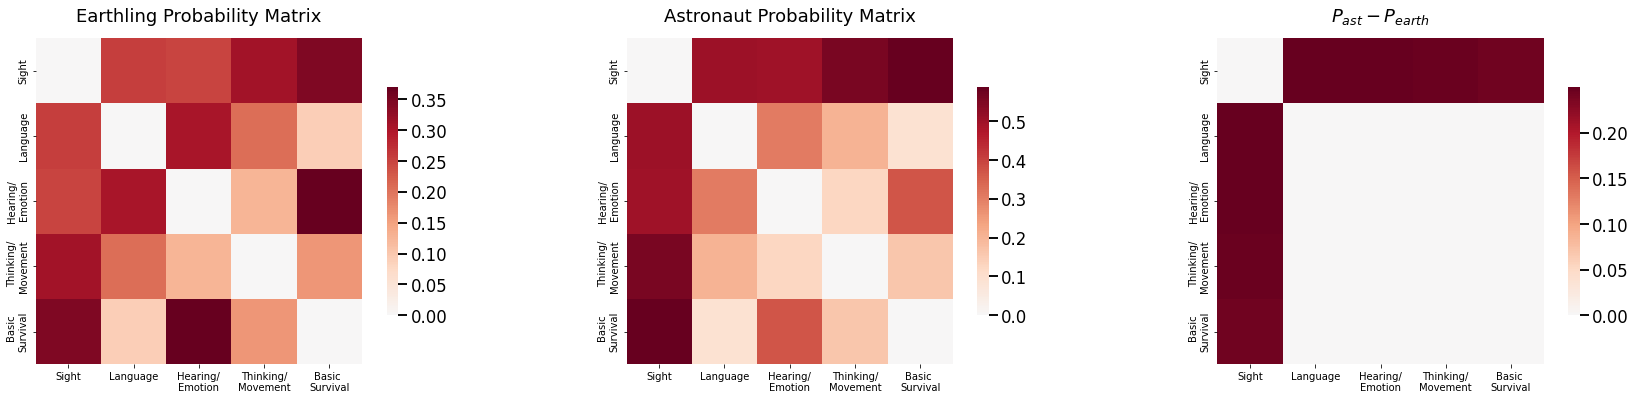 Earthling Probability Matrix
Sight
Language
Hearing/
Emotion
Thinking/
Movement
Basic
Survival
Sight
Language
Hearing/
Emotion
Thinking/
Movement
Basic
Survival
0.35
0.30
0.25
0.20
0.15
0.10
0.05
0.00
Astronaut Probability Matrix
Sight
Language
Hearing/
Emotion
Thinking/
Movement
Basic
Survival
Sight
Language
Hearing/
Emotion
Thinking/
Movement
Basic
Survival
0.5
0.4
0.3
0.2
0.1
0.0
P_ast − P_earth
Sight
Language
Hearing/
Emotion
Thinking/
Movement
Basic
Survival
Sight
Language
Hearing/
Emotion
Thinking/
Movement
Basic
Survival
0.20
0.15
0.10
0.05
0.00